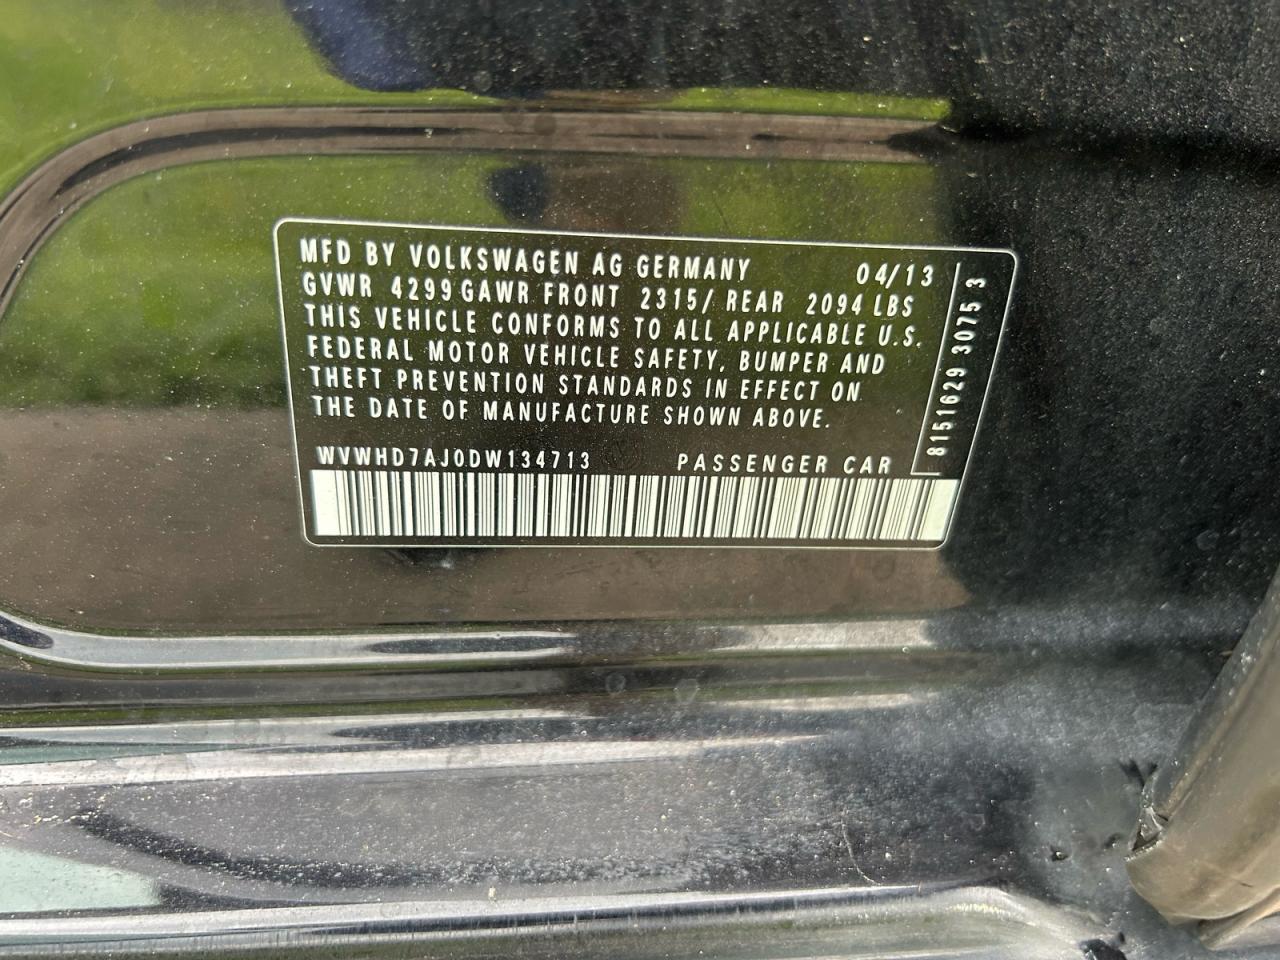 MFD BY VOLKSWAGEN AG GERMANY 04/13
GVWR 4299 GAWR FRONT 2315/ REAR 2094 LBS
THIS VEHICLE CONFORMS TO ALL APPLICABLE U.S.
FEDERAL MOTOR VEHICLE SAFETY, BUMPER AND
THEFT PREVENTION STANDARDS IN EFFECT ON
THE DATE OF MANUFACTURE SHOWN ABOVE.
WVWHD7AJ0DW134713 PASSENGER CAR
8151629 3075 3